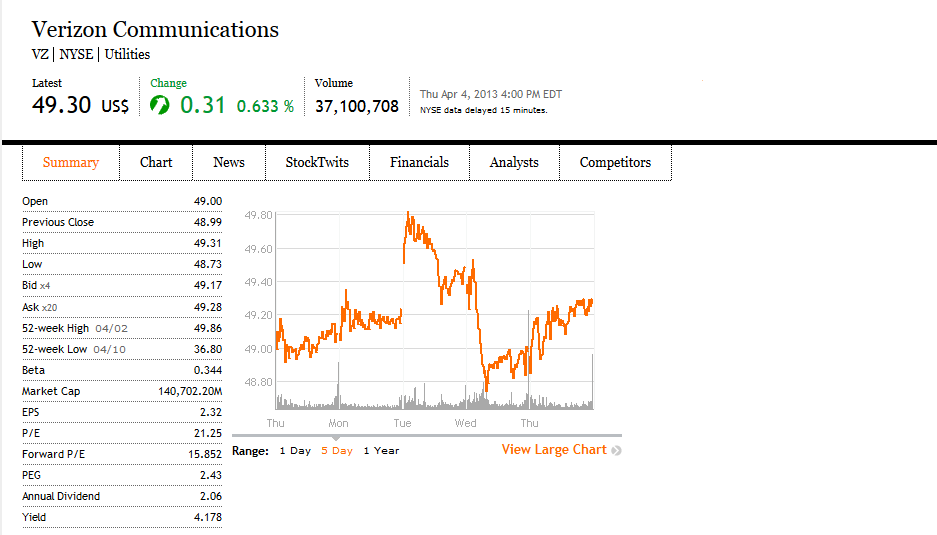 Verizon Communications
VZ | NYSE | Utilities
Latest
49.30 US$
Change
0.31 0.633 %
Volume
37,100,708
Thu Apr 4, 2013 4:00 PM EDT
NYSE data delayed 15 minutes.
Summary Chart News StockTwits Financials Analysts Competitors
Open 49.00
Previous Close 48.99
High 49.31
Low 48.73
Bid x4 49.17
Ask x20 49.28
52-week High 04/02 49.86
52-week Low 04/10 36.80
Beta 0.344
Market Cap 140,702.20M
EPS 2.32
P/E 21.25
Forward P/E 15.852
PEG 2.43
Annual Dividend 2.06
Yield 4.178
49.80
49.60
49.40
49.20
49.00
48.80
Thu Mon Tue Wed Thu
Range: 1 Day 5 Day 1 Year
View Large Chart